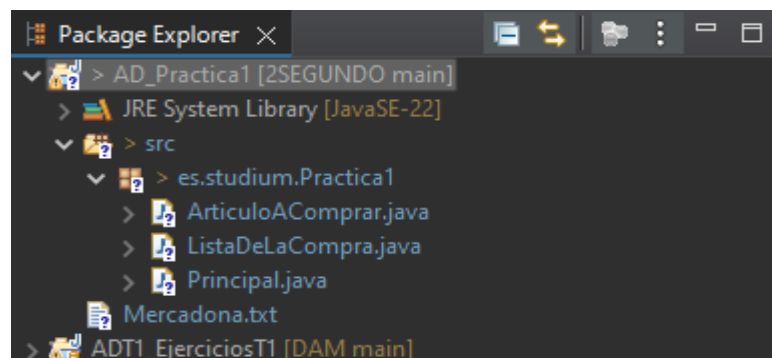 Package Explorer
> AD_Practica1 [2SEGUNDO main]
JRE System Library [JavaSE-22]
> src
> es.studium.Practica1
ArticuloAComprar.java
ListaDeLaCompra.java
Principal.java
Mercadona.txt
ADT1_EjerciciosT1 [DAM main]